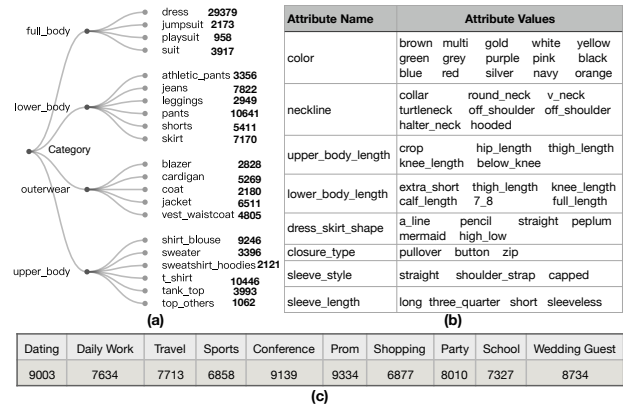 full_body
dress 29379
jumpsuit 2173
playsuit 958
suit 3917
lower_body
athletic_pants 3356
jeans 7822
leggings 2949
pants 10641
shorts 5411
skirt 7170
Category
outerwear
blazer 2828
cardigan 5269
coat 2180
jacket 6511
vest_waistcoat 4805
upper_body
shirt_blouse 9246
sweater 3396
sweatshirt_hoodies 2121
t_shirt 10446
tank_top 3993
top_others 1062
(a)
Attribute Name Attribute Values
color
brown multi gold white yellow
green grey purple pink black
blue red silver navy orange
neckline
collar round_neck v_neck
turtleneck off_shoulder off_shoulder
halter_neck hooded
upper_body_length
crop hip_length thigh_length
knee_length below_knee
lower_body_length
extra_short thigh_length knee_length
calf_length 7_8 full_length
dress_skirt_shape
a_line pencil straight peplum
mermaid high_low
closure_type pullover button zip
sleeve_style straight shoulder_strap capped
sleeve_length long three_quarter short sleeveless
(b)
Dating Daily Work Travel Sports Conference Prom Shopping Party School Wedding Guest
9003 7634 7713 6858 9139 9334 6877 8010 7327 8734
(c)